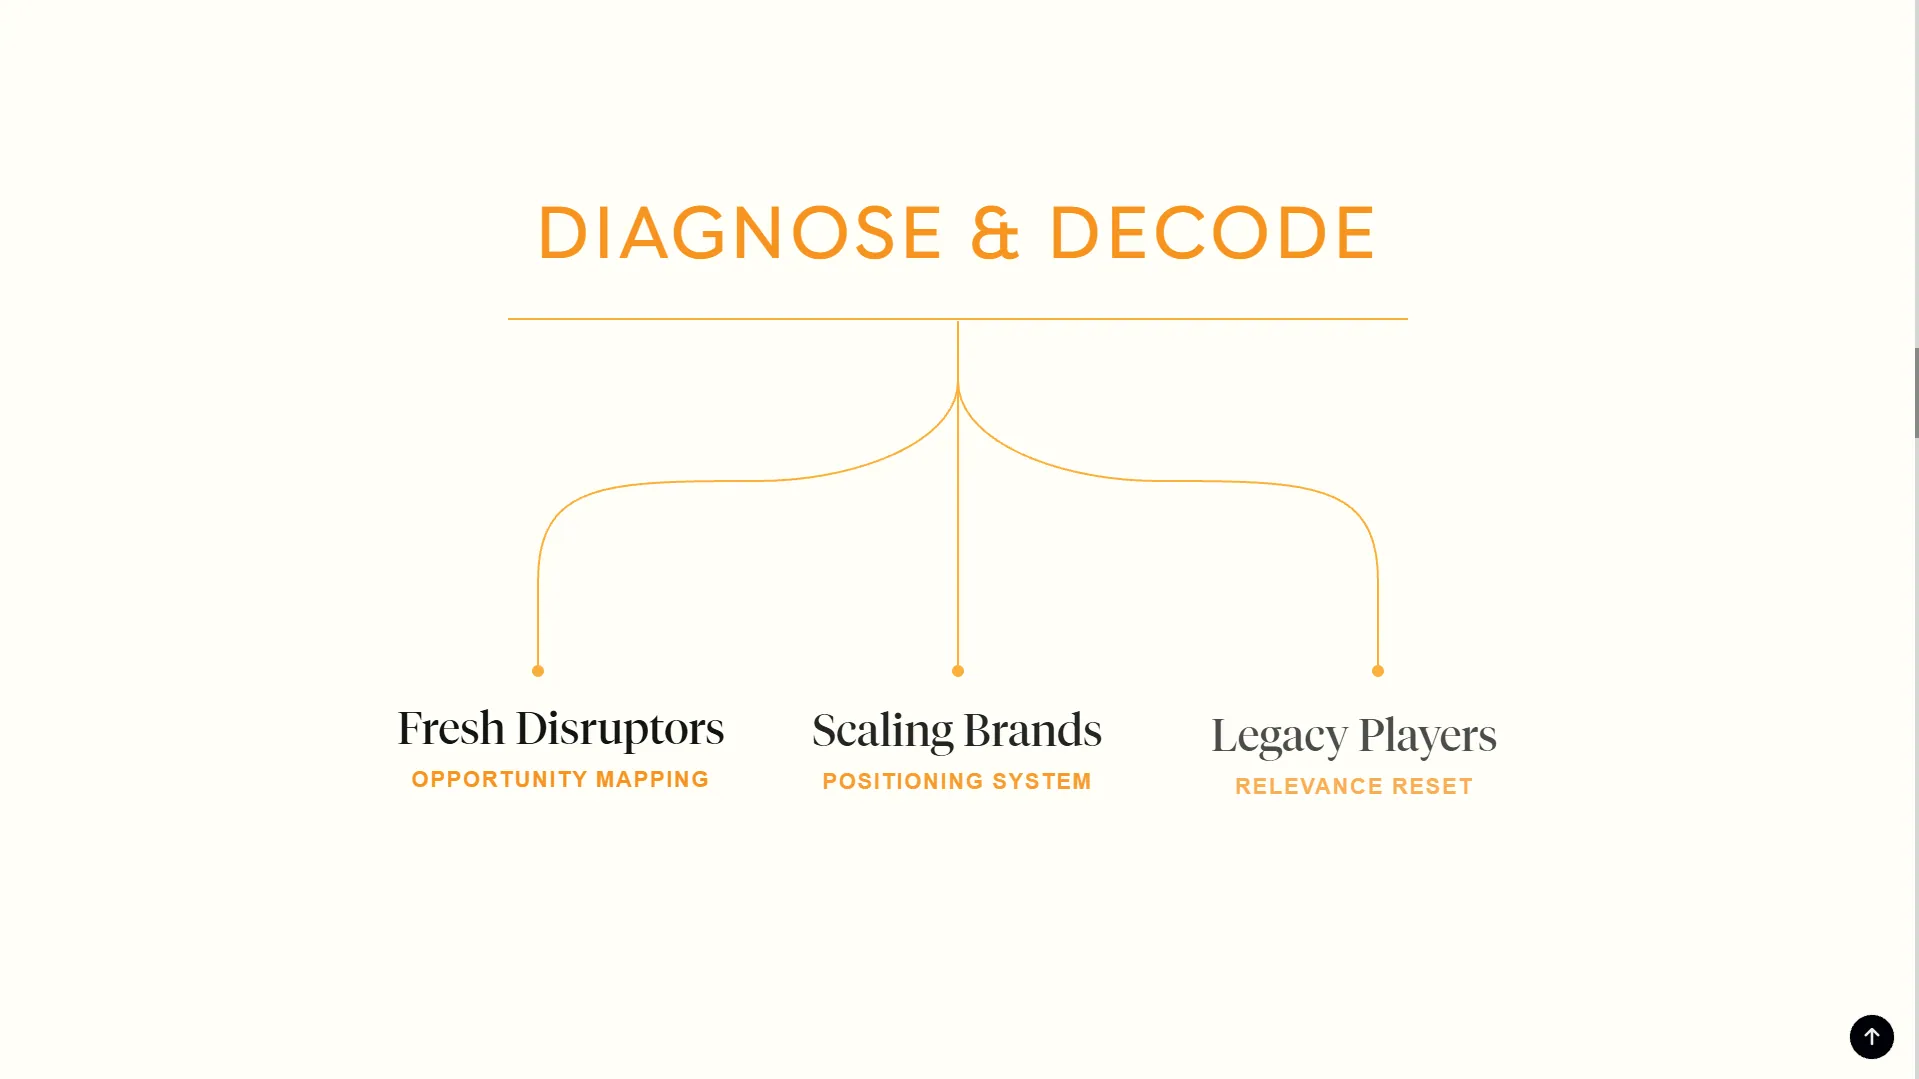 DIAGNOSE & DECODE
Fresh Disruptors
OPPORTUNITY MAPPING
Scaling Brands
POSITIONING SYSTEM
Legacy Players
RELEVANCE RESET